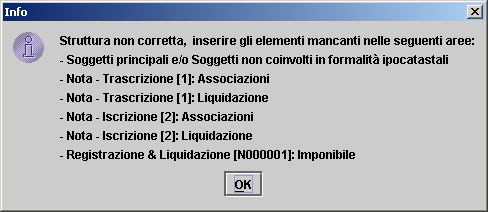 Info
Struttura non corretta, inserire gli elementi mancanti nelle seguenti aree:
- Soggetti principali e/o Soggetti non coinvolti in formalità ipocatastali
- Nota - Trascrizione [1]: Associazioni
- Nota - Trascrizione [1]: Liquidazione
- Nota - Iscrizione [2]: Associazioni
- Nota - Iscrizione [2]: Liquidazione
- Registrazione & Liquidazione [N000001]: Imponibile
OK